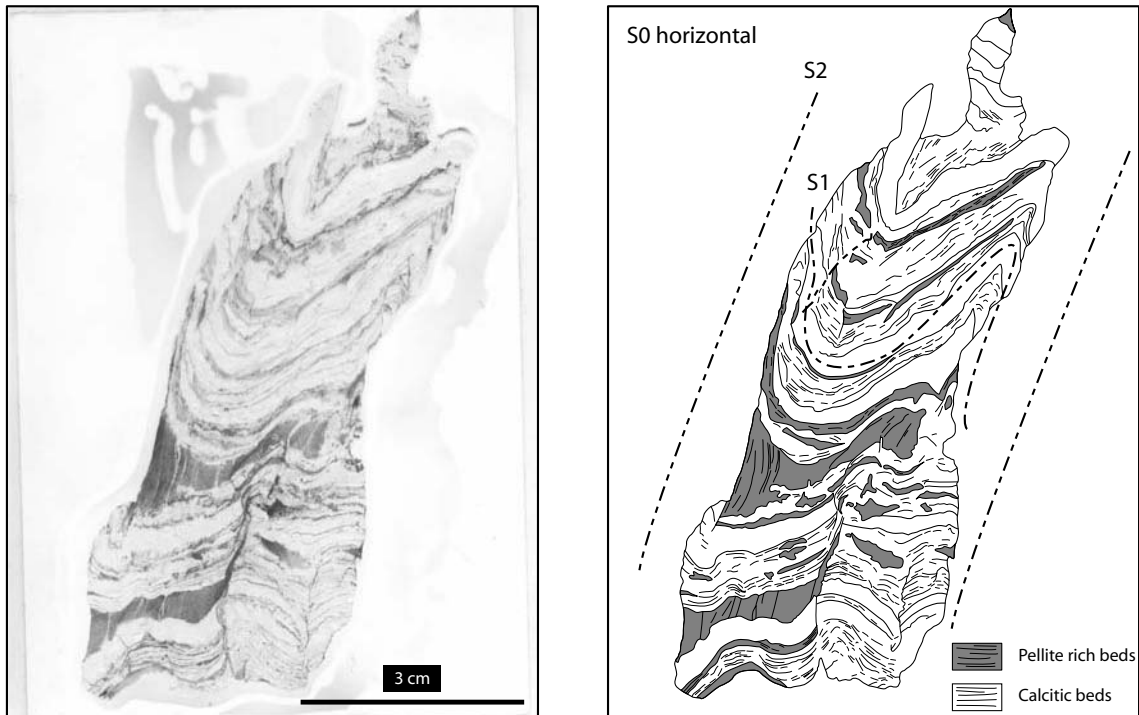 3 cm
S0 horizontal
S2
S1
Pellite rich beds
Calcitic beds